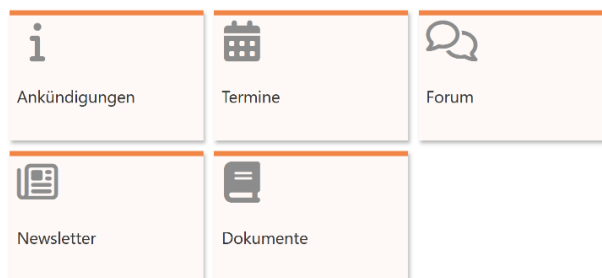 Ankündigungen
Termine
Forum
Newsletter
Dokumente